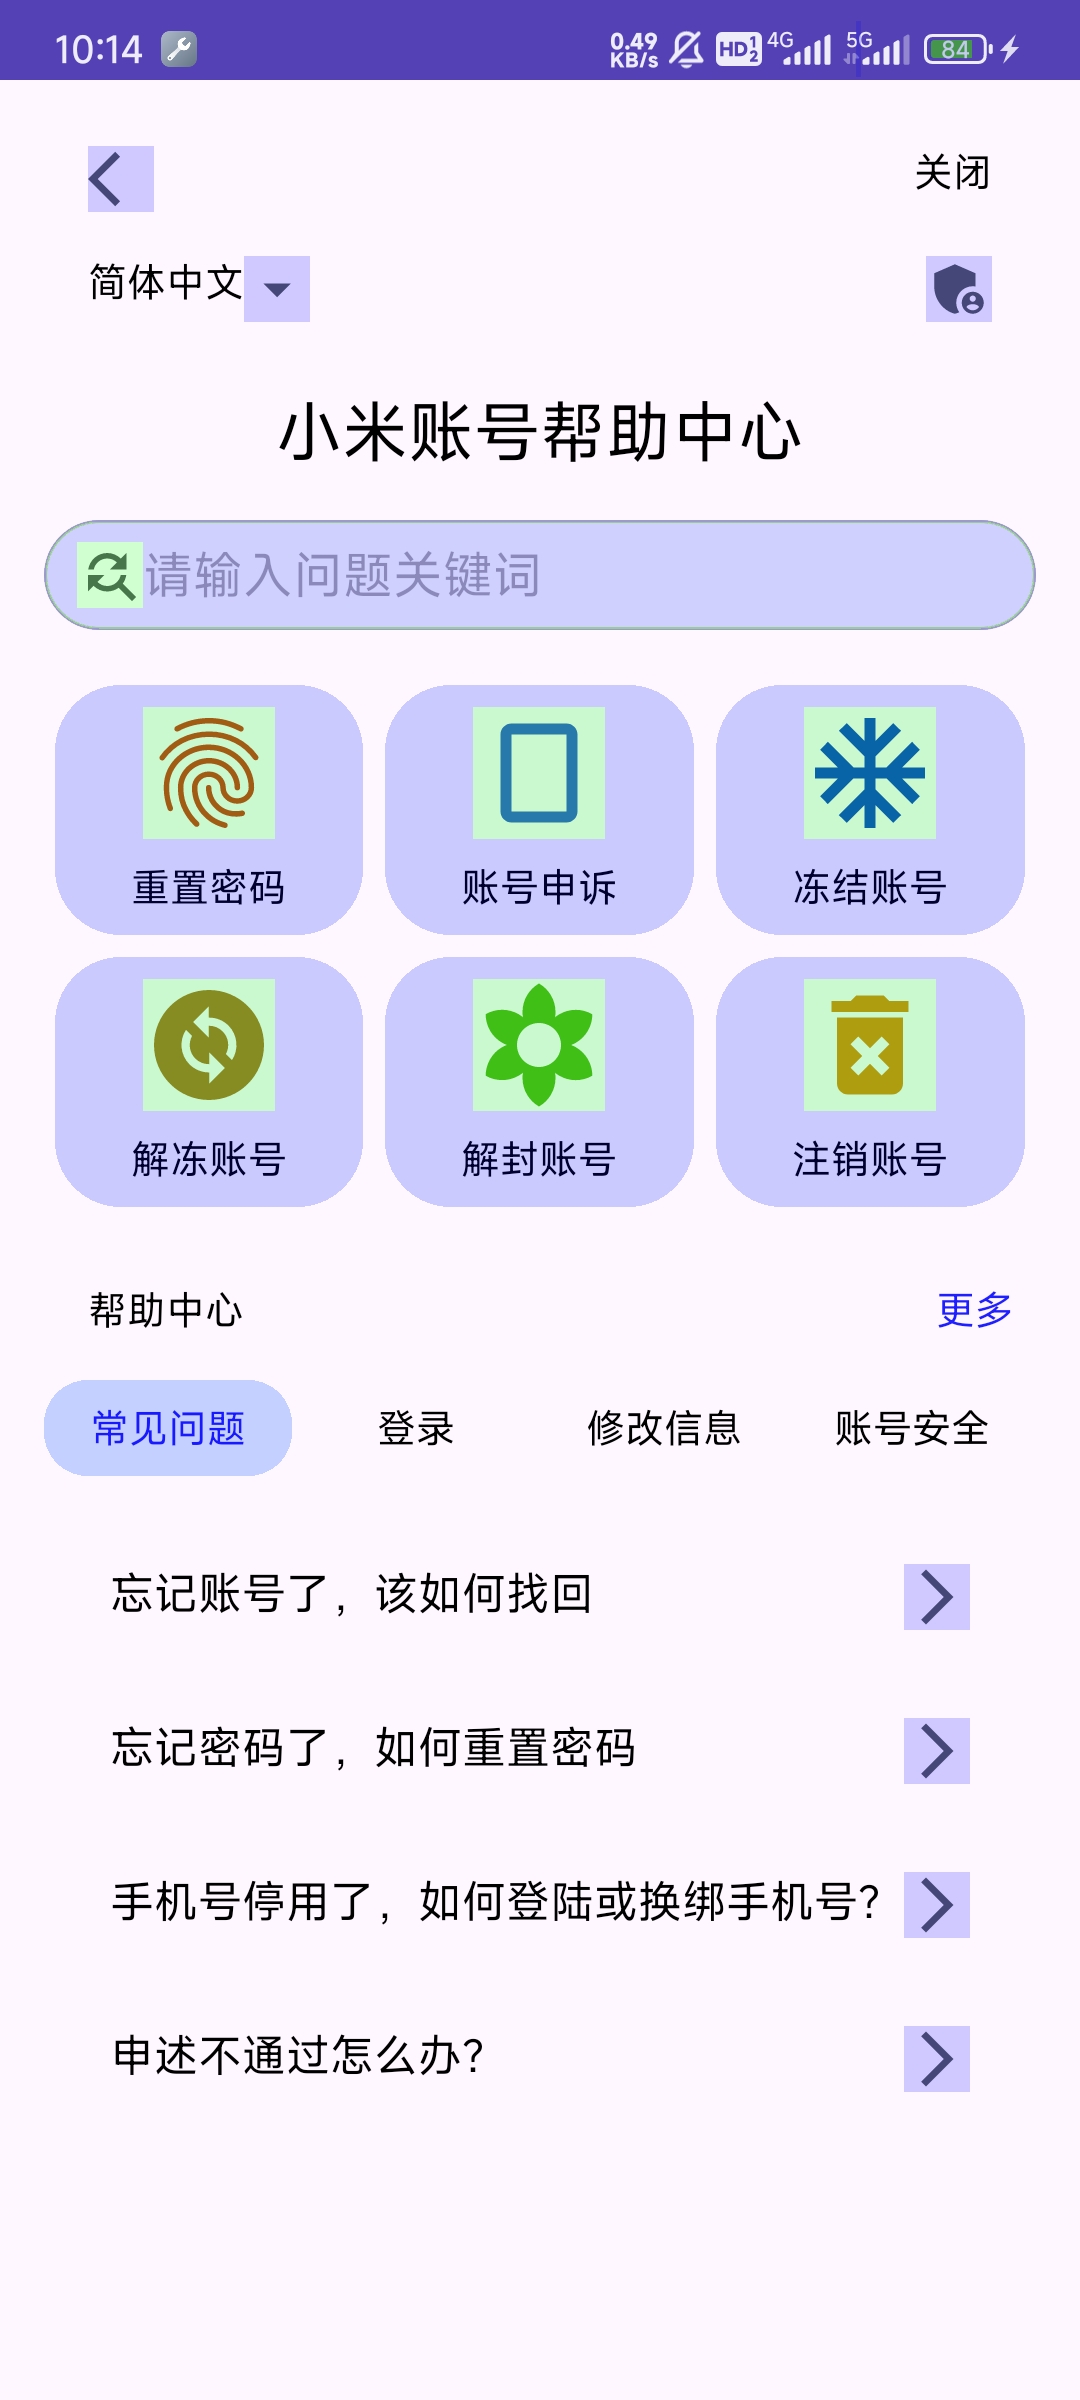 10:14 0.49 KB/s HD 1 2 4G 5G 84
关闭
简体中文
小米账号帮助中心
请输入问题关键词
重置密码 账号申诉 冻结账号
解冻账号 解封账号 注销账号
帮助中心 更多
常见问题 登录 修改信息 账号安全
忘记账号了，该如何找回
忘记密码了，如何重置密码
手机号停用了，如何登陆或换绑手机号？
申述不通过怎么办？